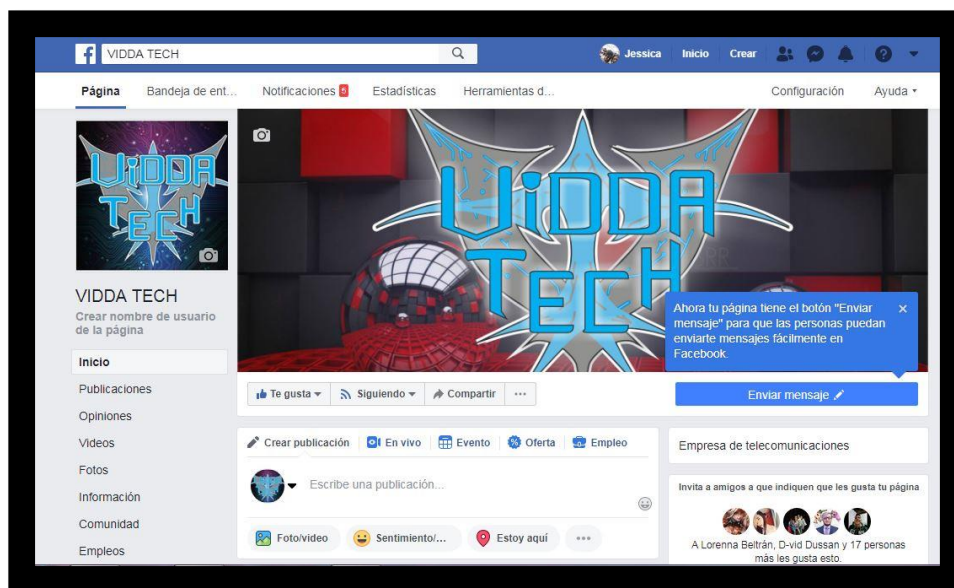 VIDDA TECH
Jessica Inicio Crear
Página Bandeja de ent... Notificaciones 5 Estadísticas Herramientas d... Configuración Ayuda
VIDDA
TECH
VIDDA
TECH
VIDDA TECH
Crear nombre de usuario
de la página
Ahora tu página tiene el botón "Enviar
mensaje" para que las personas puedan
enviarte mensajes fácilmente en
Facebook.
Inicio
Publicaciones
Opiniones
Videos
Fotos
Información
Comunidad
Empleos
Te gusta Siguiendo Compartir ...
Enviar mensaje
Crear publicación En vivo Evento Oferta Empleo
Escribe una publicación...
Foto/video Sentimiento/... Estoy aquí ...
Empresa de telecomunicaciones
Invita a amigos a que indiquen que les gusta tu página
A Lorenna Beltrán, D-vid Dussan y 17 personas
más les gusta esto.